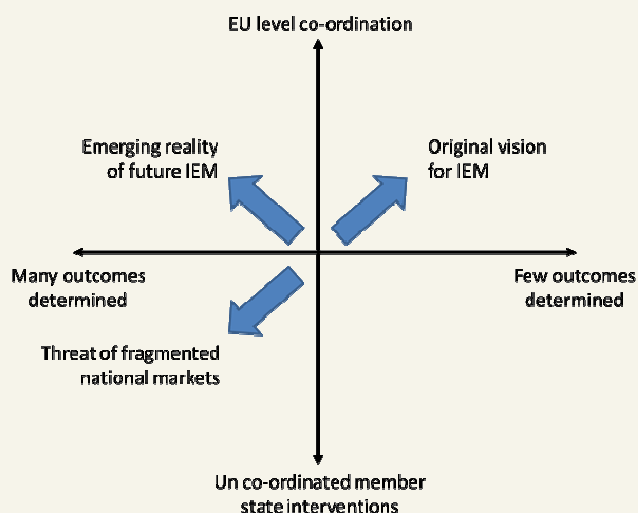 EU level co-ordination
Emerging reality
of future IEM
Original vision
for IEM
Many outcomes
determined
Few outcomes
determined
Threat of fragmented
national markets
Un co-ordinated member
state interventions